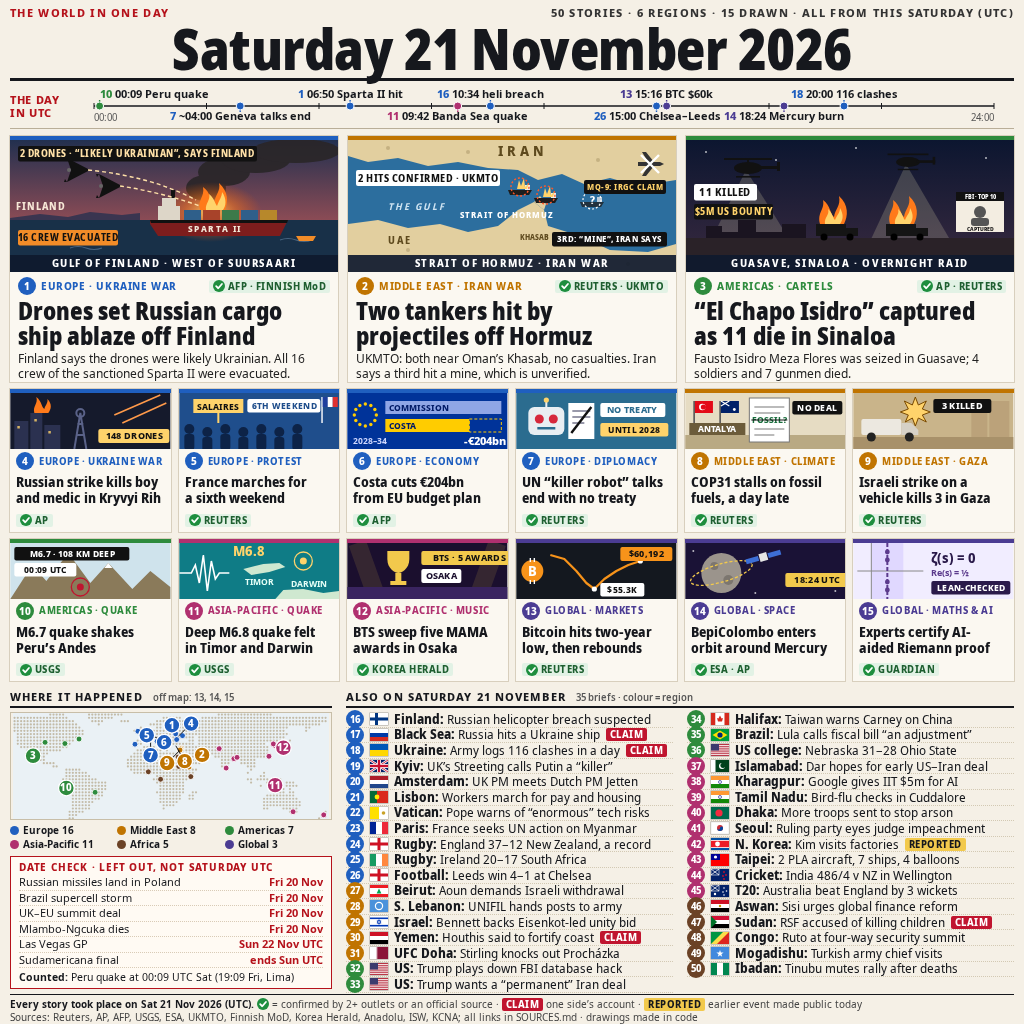 THE WORLD IN ONE DAY
50 STORIES · 6 REGIONS · 15 DRAWN · ALL FROM THIS SATURDAY (UTC)
Saturday 21 November 2026
THE DAY
IN UTC
10 00:09 Peru quake
1 06:50 Sparta II hit
16 10:34 heli breach
13 15:16 BTC $60k
18 20:00 116 clashes
00:00
7 ~04:00 Geneva talks end
11 09:42 Banda Sea quake
26 15:00 Chelsea–Leeds
14 18:24 Mercury burn
24:00
2 DRONES · “LIKELY UKRAINIAN”, SAYS FINLAND
FINLAND
SPARTA II
16 CREW EVACUATED
GULF OF FINLAND · WEST OF SUURSAARI
1 EUROPE · UKRAINE WAR
AFP · FINNISH MoD
Drones set Russian cargo
ship ablaze off Finland
Finland says the drones were likely Ukrainian. All 16
crew of the sanctioned Sparta II were evacuated.
IRAN
2 HITS CONFIRMED · UKMTO
MQ-9: IRGC CLAIM
THE GULF
STRAIT OF HORMUZ
UAE
KHASAB
3RD: “MINE”, IRAN SAYS
STRAIT OF HORMUZ · IRAN WAR
2 MIDDLE EAST · IRAN WAR
REUTERS · UKMTO
Two tankers hit by
projectiles off Hormuz
UKMTO: both near Oman’s Khasab, no casualties. Iran
says a third hit a mine, which is unverified.
11 KILLED
$5M US BOUNTY
FBI · TOP 10
CAPTURED
GUASAVE, SINALOA · OVERNIGHT RAID
3 AMERICAS · CARTELS
AP · REUTERS
“El Chapo Isidro” captured
as 11 die in Sinaloa
Fausto Isidro Meza Flores was seized in Guasave; 4
soldiers and 7 gunmen died.
148 DRONES
4 EUROPE · UKRAINE WAR
Russian strike kills boy
and medic in Kryvyi Rih
AP
SALAIRES
6TH WEEKEND
5 EUROPE · PROTEST
France marches for
a sixth weekend
REUTERS
COMMISSION
COSTA
2028–34
-€204bn
6 EUROPE · ECONOMY
Costa cuts €204bn
from EU budget plan
AFP
NO TREATY
UNTIL 2028
7 EUROPE · DIPLOMACY
UN “killer robot” talks
end with no treaty
REUTERS
ANTALYA
FOSSIL?
NO DEAL
8 MIDDLE EAST · CLIMATE
COP31 stalls on fossil
fuels, a day late
REUTERS
3 KILLED
9 MIDDLE EAST · GAZA
Israeli strike on a
vehicle kills 3 in Gaza
REUTERS
M6.7 · 108 KM DEEP
00:09 UTC
10 AMERICAS · QUAKE
M6.7 quake shakes
Peru’s Andes
USGS
M6.8
TIMOR
DARWIN
11 ASIA-PACIFIC · QUAKE
Deep M6.8 quake felt
in Timor and Darwin
USGS
BTS · 5 AWARDS
OSAKA
12 ASIA-PACIFIC · MUSIC
BTS sweep five MAMA
awards in Osaka
KOREA HERALD
B
$60,192
$55.3K
13 GLOBAL · MARKETS
Bitcoin hits two-year
low, then rebounds
REUTERS
18:24 UTC
14 GLOBAL · SPACE
BepiColombo enters
orbit around Mercury
ESA · AP
ζ(s) = 0
Re(s) = ½
LEAN-CHECKED
15 GLOBAL · MATHS & AI
Experts certify AI-
aided Riemann proof
GUARDIAN
WHERE IT HAPPENED off map: 13, 14, 15
1
4
5
6
7
9
8
2
3
12
10
11
Europe 16
Middle East 8
Americas 7
Asia-Pacific 11
Africa 5
Global 3
DATE CHECK · LEFT OUT, NOT SATURDAY UTC
Russian missiles land in Poland Fri 20 Nov
Brazil supercell storm Fri 20 Nov
UK–EU summit deal Fri 20 Nov
Mlambo-Ngcuka dies Fri 20 Nov
Las Vegas GP Sun 22 Nov UTC
Sudamericana final ends Sun UTC
Counted: Peru quake at 00:09 UTC Sat (19:09 Fri, Lima)
ALSO ON SATURDAY 21 NOVEMBER 35 briefs · colour = region
16 Finland: Russian helicopter breach suspected
17 Black Sea: Russia hits a Ukraine ship CLAIM
18 Ukraine: Army logs 116 clashes in a day CLAIM
19 Kyiv: UK’s Streeting calls Putin a “killer”
20 Amsterdam: UK PM meets Dutch PM Jetten
21 Lisbon: Workers march for pay and housing
22 Vatican: Pope warns of “enormous” tech risks
23 Paris: France seeks UN action on Myanmar
24 Rugby: England 37–12 New Zealand, a record
25 Rugby: Ireland 20–17 South Africa
26 Football: Leeds win 4–1 at Chelsea
27 Beirut: Aoun demands Israeli withdrawal
28 S. Lebanon: UNIFIL hands posts to army
29 Israel: Bennett backs Eisenkot-led unity bid
30 Yemen: Houthis said to fortify coast CLAIM
31 UFC Doha: Stirling knocks out Procházka
32 US: Trump plays down FBI database hack
33 US: Trump wants a “permanent” Iran deal
34 Halifax: Taiwan warns Carney on China
35 Brazil: Lula calls fiscal bill “an adjustment”
36 US college: Nebraska 31–28 Ohio State
37 Islamabad: Dar hopes for early US–Iran deal
38 Kharagpur: Google gives IIT $5m for AI
39 Tamil Nadu: Bird-flu checks in Cuddalore
40 Dhaka: More troops sent to stop arson
41 Seoul: Ruling party eyes judge impeachment
42 N. Korea: Kim visits factories REPORTED
43 Taipei: 2 PLA aircraft, 7 ships, 4 balloons
44 Cricket: India 486/4 v NZ in Wellington
45 T20: Australia beat England by 3 wickets
46 Aswan: Sisi urges global finance reform
47 Sudan: RSF accused of killing children CLAIM
48 Congo: Ruto at four-way security summit
49 Mogadishu: Turkish army chief visits
50 Ibadan: Tinubu mutes rally after deaths
Every story took place on Sat 21 Nov 2026 (UTC). = confirmed by 2+ outlets or an official source · CLAIM one side’s account · REPORTED earlier event made public today
Sources: Reuters, AP, AFP, USGS, ESA, UKMTO, Finnish MoD, Korea Herald, Anadolu, ISW, KCNA; all links in SOURCES.md · drawings made in code